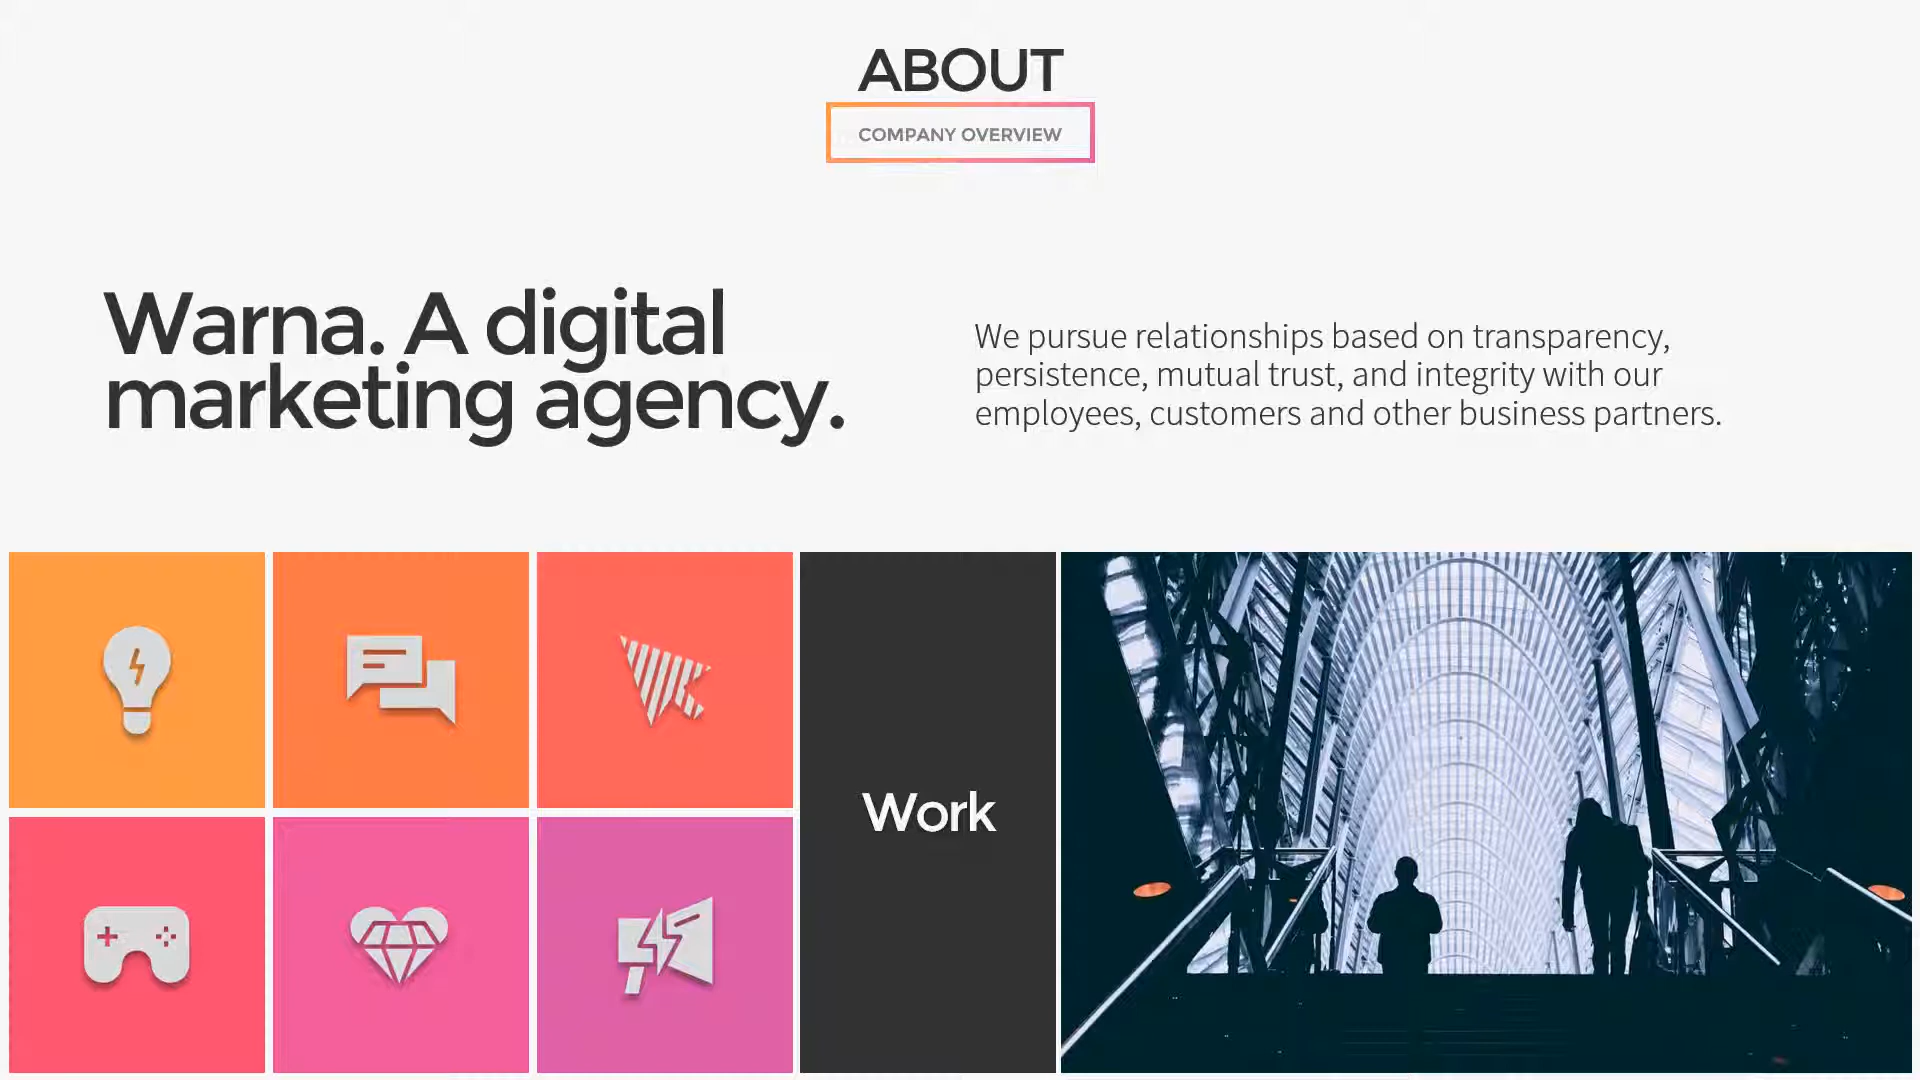 ABOUT
COMPANY OVERVIEW
Warna. A digital
marketing agency.
We pursue relationships based on transparency,
persistence, mutual trust, and integrity with our
employees, customers and other business partners.
Work